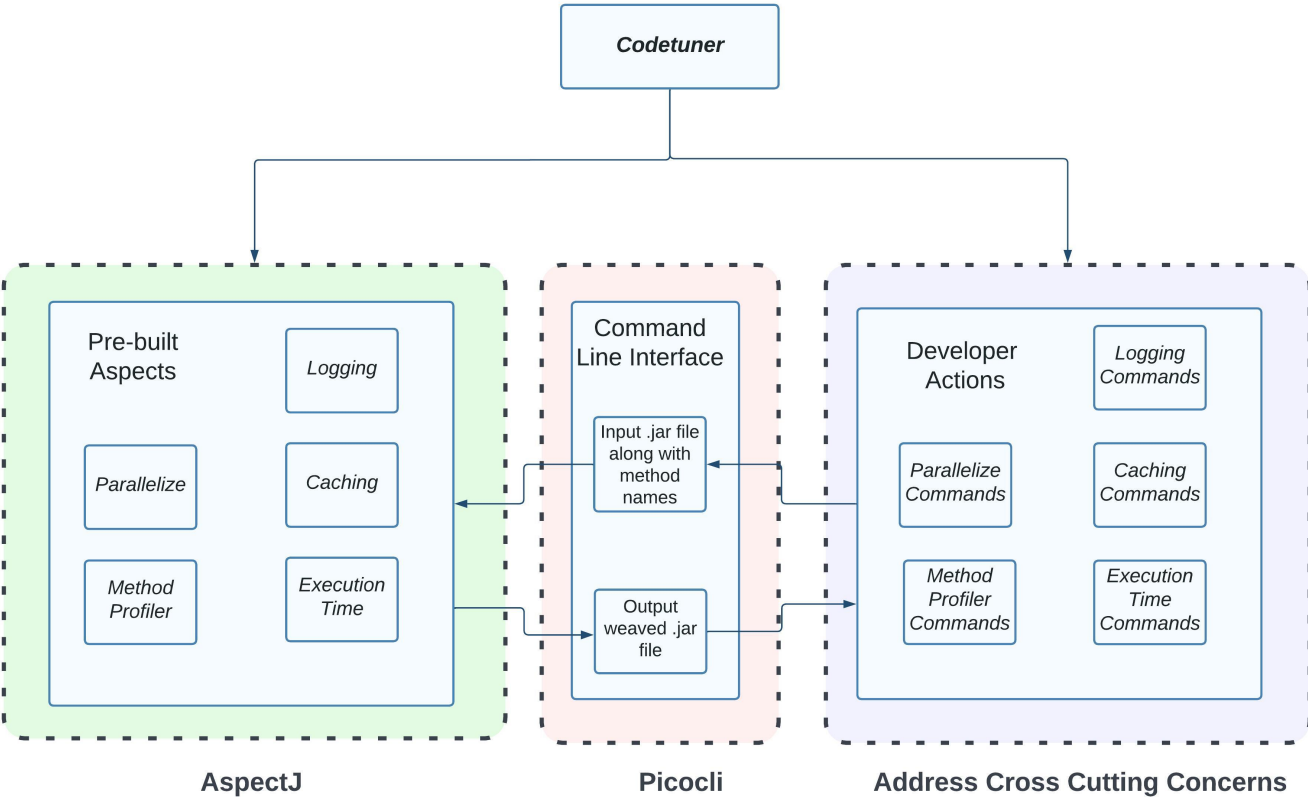 Codetuner
Pre-built
Aspects
Logging
Parallelize
Caching
Method
Profiler
Execution
Time
Command
Line Interface
Input .jar file
along with
method
names
Output
weaved .jar
file
Developer
Actions
Logging
Commands
Parallelize
Commands
Caching
Commands
Method
Profiler
Commands
Execution
Time
Commands
AspectJ
Picocli
Address Cross Cutting Concerns